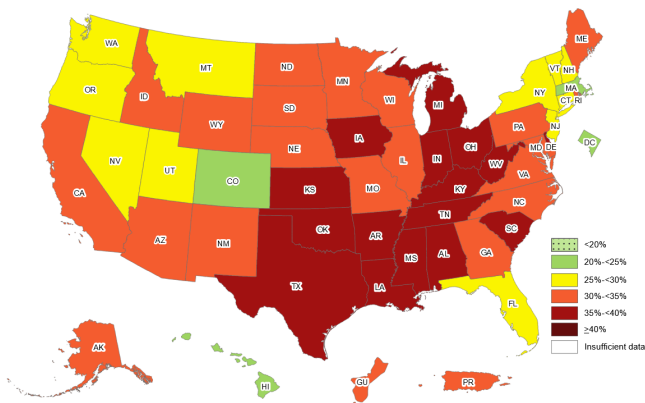 WA
MT
ND
MN
ME
VT
NH
OR
ID
SD
WI
MI
NY
MA
CT
RI
WY
IA
NE
PA
NJ
NV
UT
CO
IL
IN
OH
MD
DE
DC
WV
VA
CA
KS
MO
KY
NC
TN
AZ
NM
OK
AR
SC
MS
AL
GA
TX
LA
FL
AK
HI
GU
PR
<20%
20%-<25%
25%-<30%
30%-<35%
35%-<40%
≥40%
Insufficient data